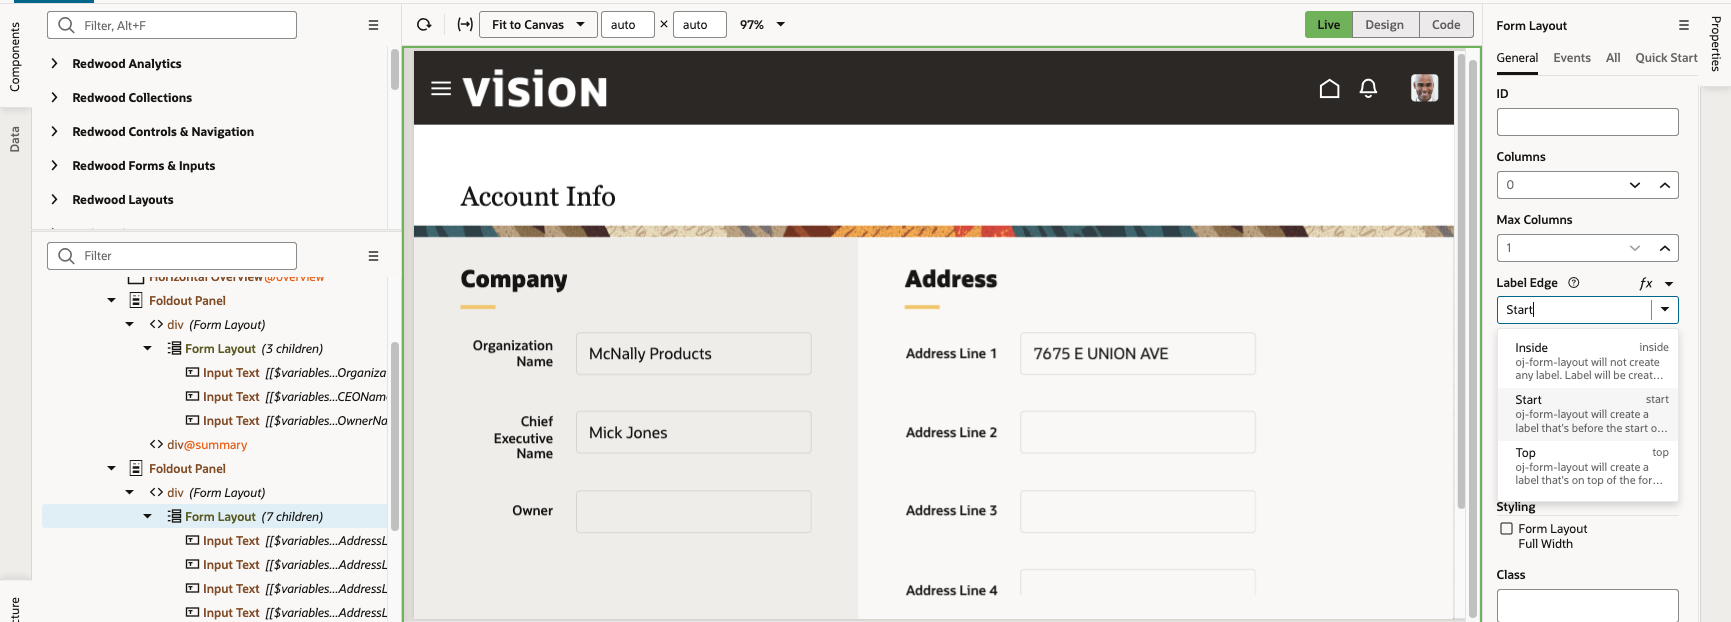 Components
Data
cture
Filter, Alt+F
Redwood Analytics
Redwood Collections
Redwood Controls & Navigation
Redwood Forms & Inputs
Redwood Layouts
Filter
Horizontal Overview@overview
Foldout Panel
<> div (Form Layout)
Form Layout (3 children)
Input Text [[$variables...Organiza
Input Text [[$variables...CEOName
Input Text [[$variables...OwnerNa
<> div@summary
Foldout Panel
<> div (Form Layout)
Form Layout (7 children)
Input Text [[$variables...AddressL
Input Text [[$variables...AddressL
Input Text [[$variables...AddressL
Input Text [[$variables...AddressL
Fit to Canvas auto × auto 97%
Live Design Code
VISION
Account Info
Company
Organization
Name
McNally Products
Chief
Executive
Name
Mick Jones
Owner
Address
Address Line 1
7675 E UNION AVE
Address Line 2
Address Line 3
Address Line 4
Form Layout
Properties
General Events All Quick Start
ID
Columns
0
Max Columns
1
Label Edge fx
Start
Inside inside
oj-form-layout will not create
any label. Label will be creat...
Start start
oj-form-layout will create a
label that's before the start o...
Top top
oj-form-layout will create a
label that's on top of the for...
Styling
Form Layout
Full Width
Class